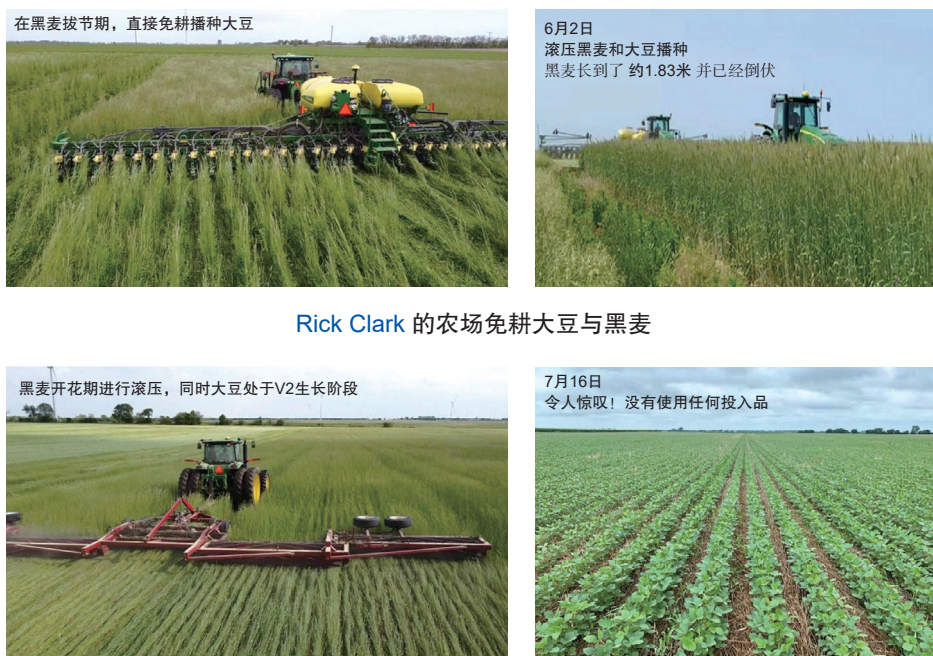 在黑麦拔节期，直接免耕播种大豆
6月2日
滚压黑麦和大豆播种
黑麦长到了 约1.83米 并已经倒伏
Rick Clark 的农场免耕大豆与黑麦
黑麦开花期进行滚压，同时大豆处于V2生长阶段
7月16日
令人惊叹！没有使用任何投入品